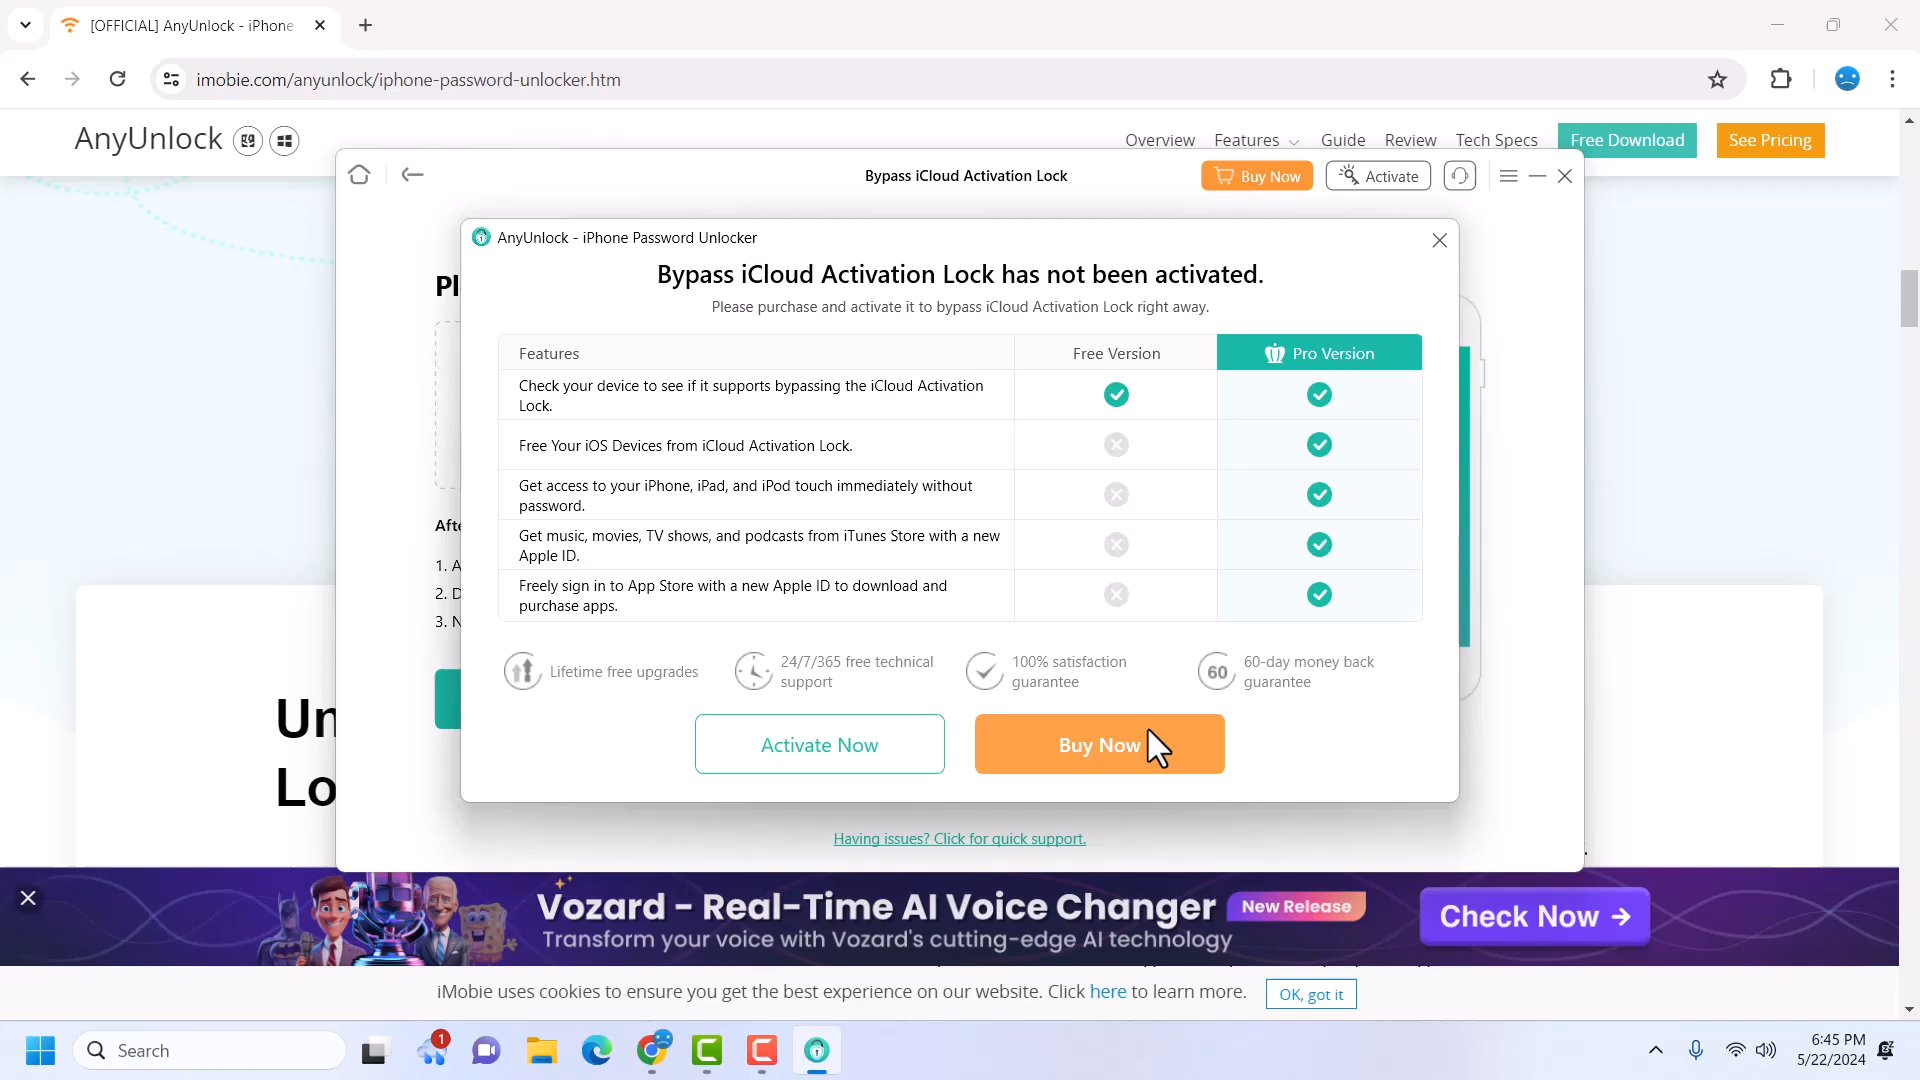 [OFFICIAL] AnyUnlock - iPhone
imobie.com/anyunlock/iphone-password-unlocker.htm
AnyUnlock
Overview Features Guide Review Tech Specs Free Download See Pricing
Bypass iCloud Activation Lock
Buy Now
Activate
AnyUnlock - iPhone Password Unlocker
Bypass iCloud Activation Lock has not been activated.
Please purchase and activate it to bypass iCloud Activation Lock right away.
Features Free Version Pro Version
Check your device to see if it supports bypassing the iCloud Activation
Lock.
Free Your iOS Devices from iCloud Activation Lock.
Get access to your iPhone, iPad, and iPod touch immediately without
password.
Get music, movies, TV shows, and podcasts from iTunes Store with a new
Apple ID.
Freely sign in to App Store with a new Apple ID to download and
purchase apps.
Lifetime free upgrades
24/7/365 free technical
support
100% satisfaction
guarantee
60
60-day money back
guarantee
Activate Now
Buy Now
Pl
Afte
1. A
2. D
3. N
Un
Lo
Having issues? Click for quick support.
Vozard - Real-Time AI Voice Changer
New Release
Transform your voice with Vozard's cutting-edge AI technology
Check Now →
iMobie uses cookies to ensure you get the best experience on our website. Click here to learn more.
OK, got it
Search
1
6:45 PM
5/22/2024